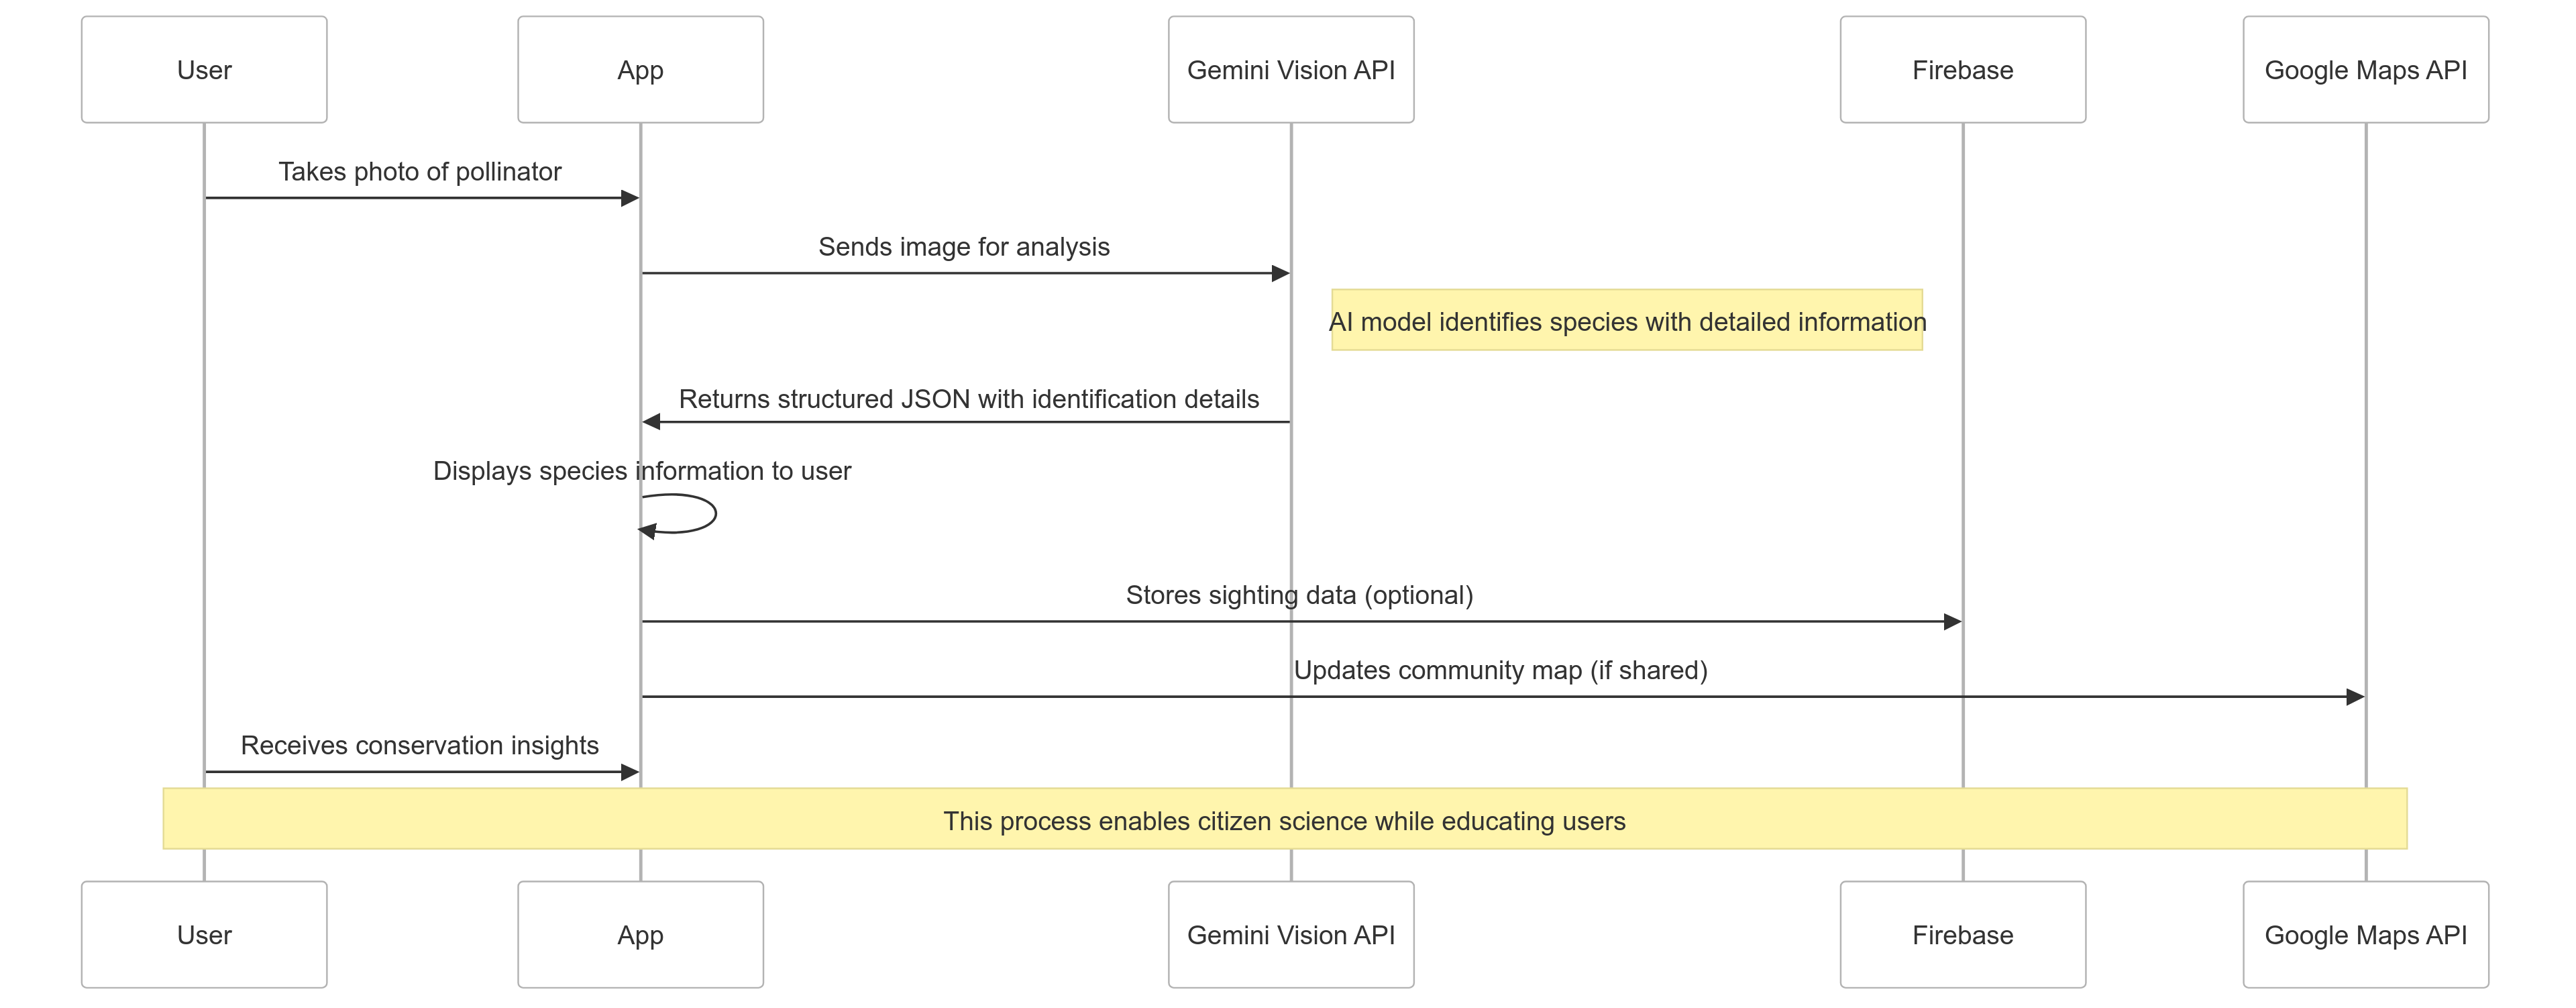 User
App
Gemini Vision API
Firebase
Google Maps API
Takes photo of pollinator
Sends image for analysis
AI model identifies species with detailed information
Returns structured JSON with identification details
Displays species information to user
Stores sighting data (optional)
Updates community map (if shared)
Receives conservation insights
This process enables citizen science while educating users
User
App
Gemini Vision API
Firebase
Google Maps API